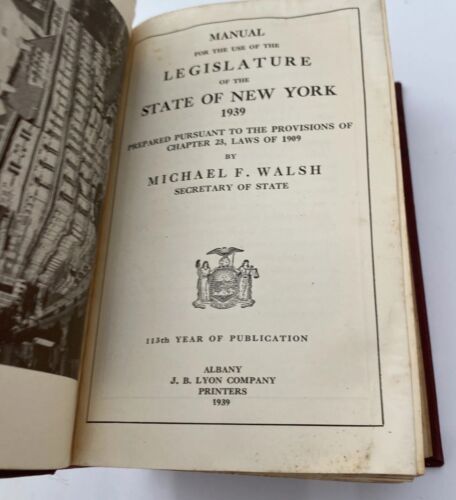 MANUAL
FOR THE USE OF THE
LEGISLATURE
OF THE
STATE OF NEW YORK
1939
PREPARED PURSUANT TO THE PROVISIONS OF
CHAPTER 23, LAWS OF 1909
BY
MICHAEL F. WALSH
SECRETARY OF STATE
113th YEAR OF PUBLICATION
ALBANY
J. B. LYON COMPANY
PRINTERS
1939